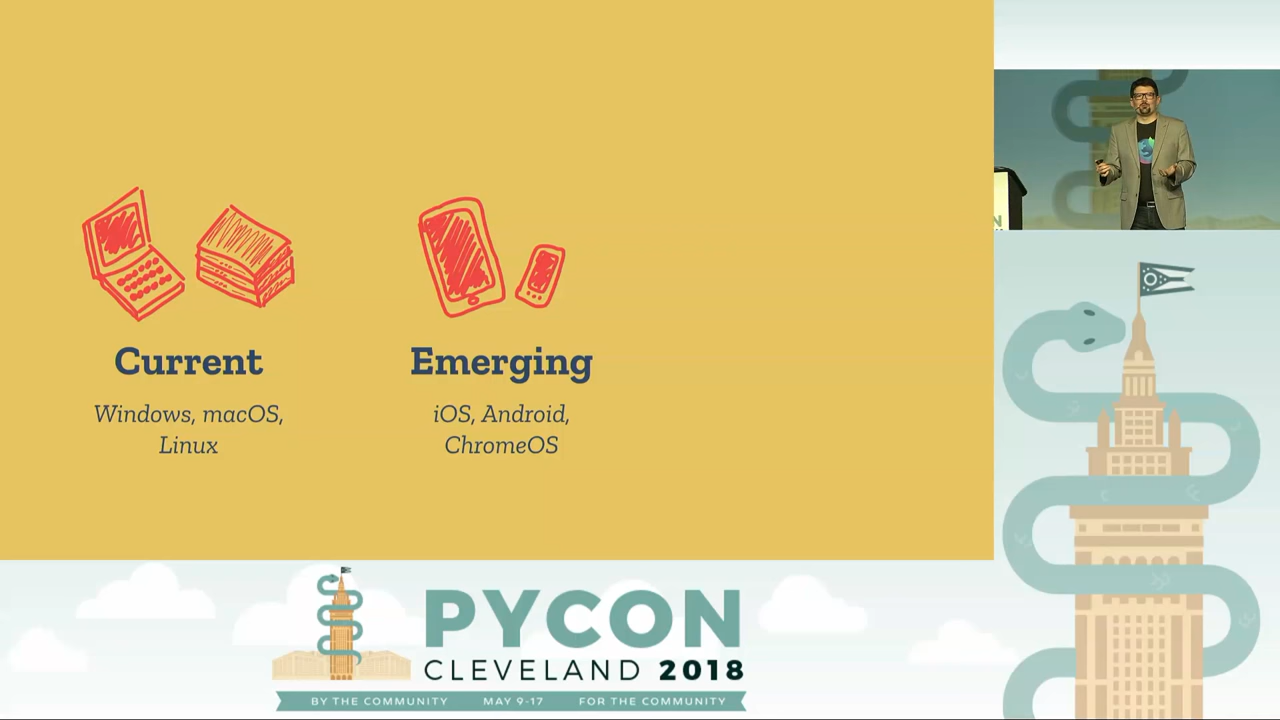 Current
Windows, macOS,
Linux
Emerging
iOS, Android,
ChromeOS
N
PYCON
CLEVELAND 2018
BY THE COMMUNITY MAY 9-17 FOR THE COMMUNITY